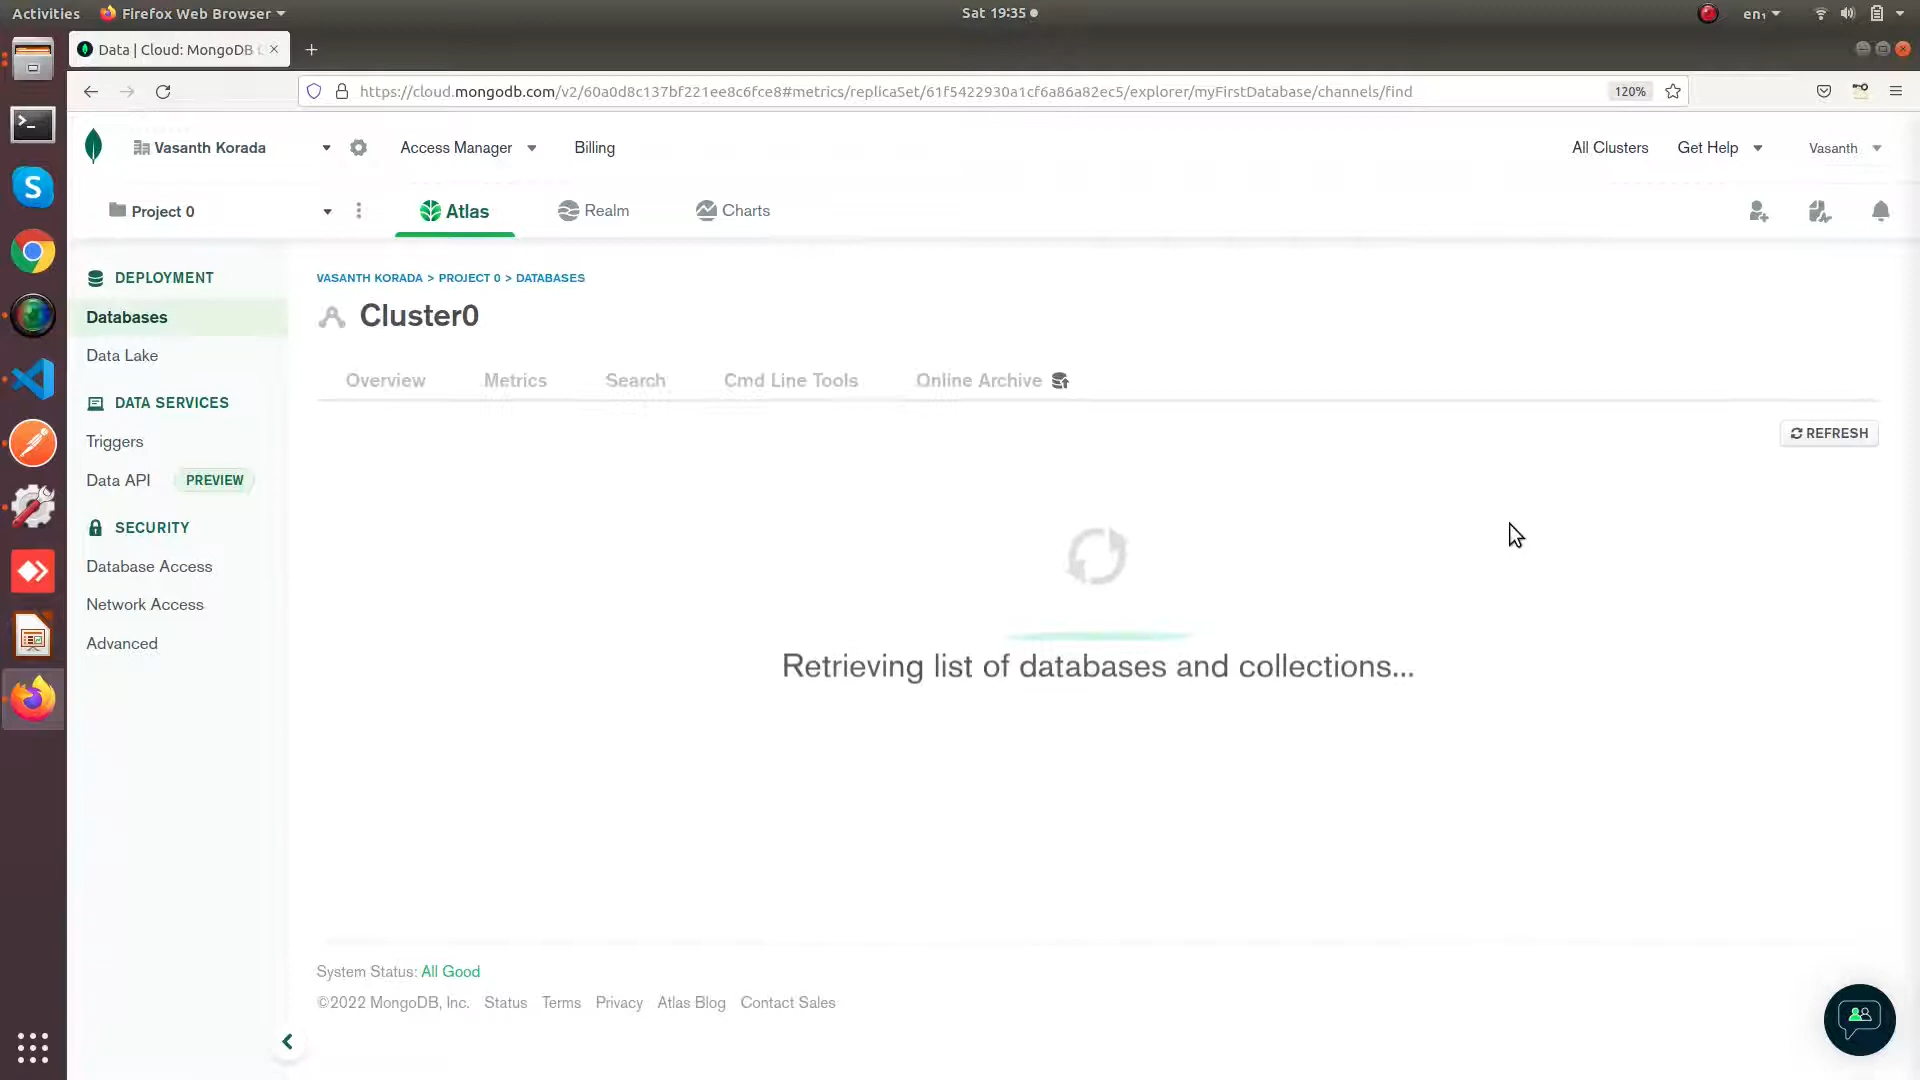 Activities Firefox Web Browser Sat 19:35 en₁
Data | Cloud: MongoDB
https://cloud.mongodb.com/v2/60a0d8c137bf221ee8c6fce8#metrics/replicaSet/61f5422930a1cf6a86a82ec5/explorer/myFirstDatabase/channels/find 120%
Vasanth Korada Access Manager Billing All Clusters Get Help Vasanth
Project 0 Atlas Realm Charts
DEPLOYMENT
Databases
Data Lake
DATA SERVICES
Triggers
Data API PREVIEW
SECURITY
Database Access
Network Access
Advanced
VASANTH KORADA > PROJECT 0 > DATABASES
Cluster0
Overview Metrics Search Cmd Line Tools Online Archive
REFRESH
Retrieving list of databases and collections...
System Status: All Good
©2022 MongoDB, Inc. Status Terms Privacy Atlas Blog Contact Sales